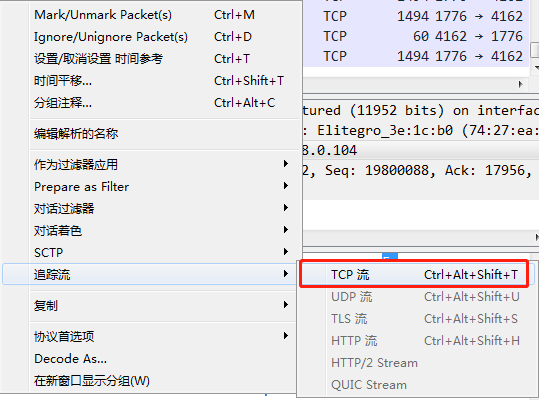 Mark/Unmark Packet(s) Ctrl+M
Ignore/Unignore Packet(s) Ctrl+D
设置/取消设置 时间参考 Ctrl+T
时间平移... Ctrl+Shift+T
分组注释... Ctrl+Alt+C
编辑解析的名称
作为过滤器应用
Prepare as Filter
对话过滤器
对话着色
SCTP
追踪流
复制
协议首选项
Decode As...
在新窗口显示分组(W)
TCP 1494 1776 → 4162
TCP 60 4162 → 1776
TCP 1494 1776 → 4162
tured (11952 bits) on interfac
: Elitegro_3e:1c:b0 (74:27:ea:
8.0.104
2, Seq: 19800088, Ack: 17956,
TCP 流 Ctrl+Alt+Shift+T
UDP 流 Ctrl+Alt+Shift+U
TLS 流 Ctrl+Alt+Shift+S
HTTP 流 Ctrl+Alt+Shift+H
HTTP/2 Stream
QUIC Stream